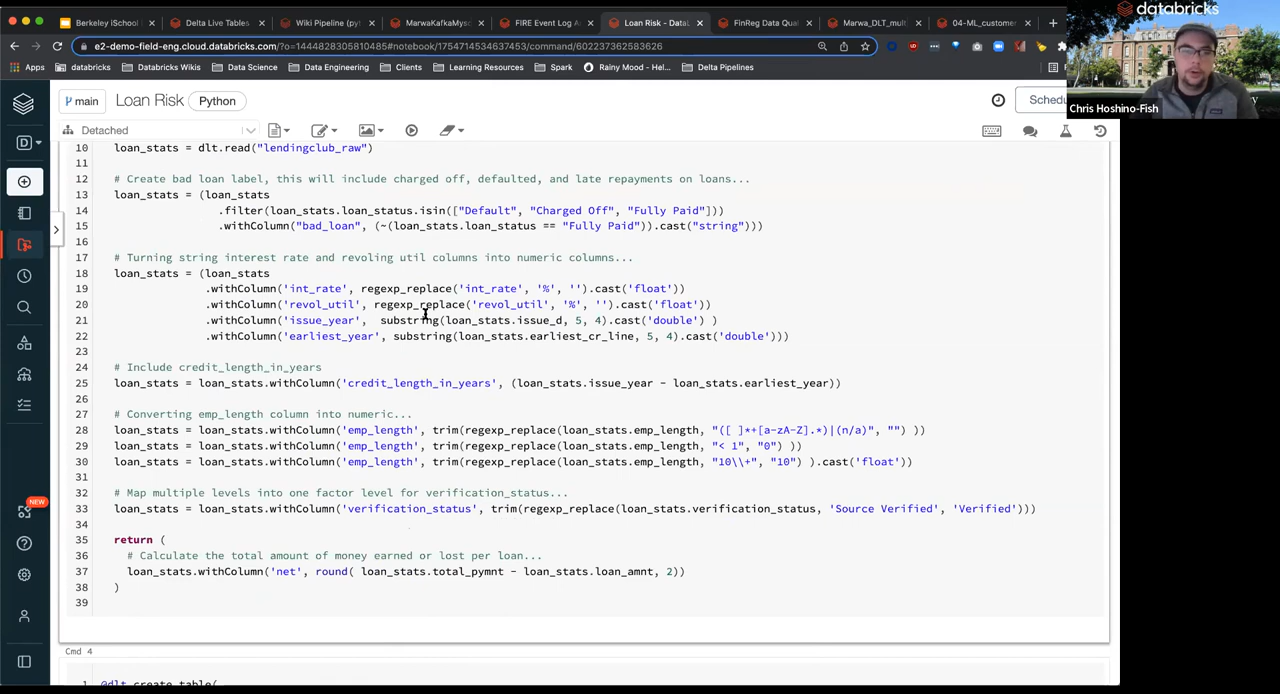 Berkeley iSchool
Delta Live Tables
Wiki Pipeline (pyt
MarwaKafkaMys
FIRE Event Log A
Loan Risk - DataL
FinReg Data Qual
Marwa_DLT_mult
04-ML_customer
databricks
e2-demo-field-eng.cloud.databricks.com/?o=1444828305810485#notebook/1754714534637453/command/6022373625836​26
Apps
databricks
Databricks Wikis
Data Science
Data Engineering
Clients
Learning Resources
Spark
Rainy Mood - Hel...
Delta Pipelines
Chris Hoshino-Fish
main
Loan Risk
Python
Schedu
D
Detached
10 loan_stats = dlt.read("lendingclub_raw")
11
12 # Create bad loan label, this will include charged off, defaulted, and late repayments on loans...
13 loan_stats = (loan_stats
14 .filter(loan_stats.loan_status.isin(["Default", "Charged Off", "Fully Paid"]))
15 .withColumn("bad_loan", (~(loan_stats.loan_status == "Fully Paid")).cast("string")))
16
17 # Turning string interest rate and revoling util columns into numeric columns...
18 loan_stats = (loan_stats
19 .withColumn('int_rate', regexp_replace('int_rate', '%', '').cast('float'))
20 .withColumn('revol_util', regexp_replace('revol_util', '%', '').cast('float'))
21 .withColumn('issue_year', substring(loan_stats.issue_d, 5, 4).cast('double') )
22 .withColumn('earliest_year', substring(loan_stats.earliest_cr_line, 5, 4).cast('double')))
23
24 # Include credit_length_in_years
25 loan_stats = loan_stats.withColumn('credit_length_in_years', (loan_stats.issue_year - loan_stats.earliest_year))
26
27 # Converting emp_length column into numeric...
28 loan_stats = loan_stats.withColumn('emp_length', trim(regexp_replace(loan_stats.emp_length, "([ ]*+[a-zA-Z].*)|(n/a)", "") ))
29 loan_stats = loan_stats.withColumn('emp_length', trim(regexp_replace(loan_stats.emp_length, "< 1", "0") ))
30 loan_stats = loan_stats.withColumn('emp_length', trim(regexp_replace(loan_stats.emp_length, "10\\+", "10") ).cast('float'))
31
32 # Map multiple levels into one factor level for verification_status...
33 loan_stats = loan_stats.withColumn('verification_status', trim(regexp_replace(loan_stats.verification_status, 'Source Verified', 'Verified')))
34
35 return (
36 # Calculate the total amount of money earned or lost per loan...
37 loan_stats.withColumn('net', round( loan_stats.total_pymnt - loan_stats.loan_amnt, 2))
38 )
39
NEW
Cmd 4
1 @dlt.create_table(